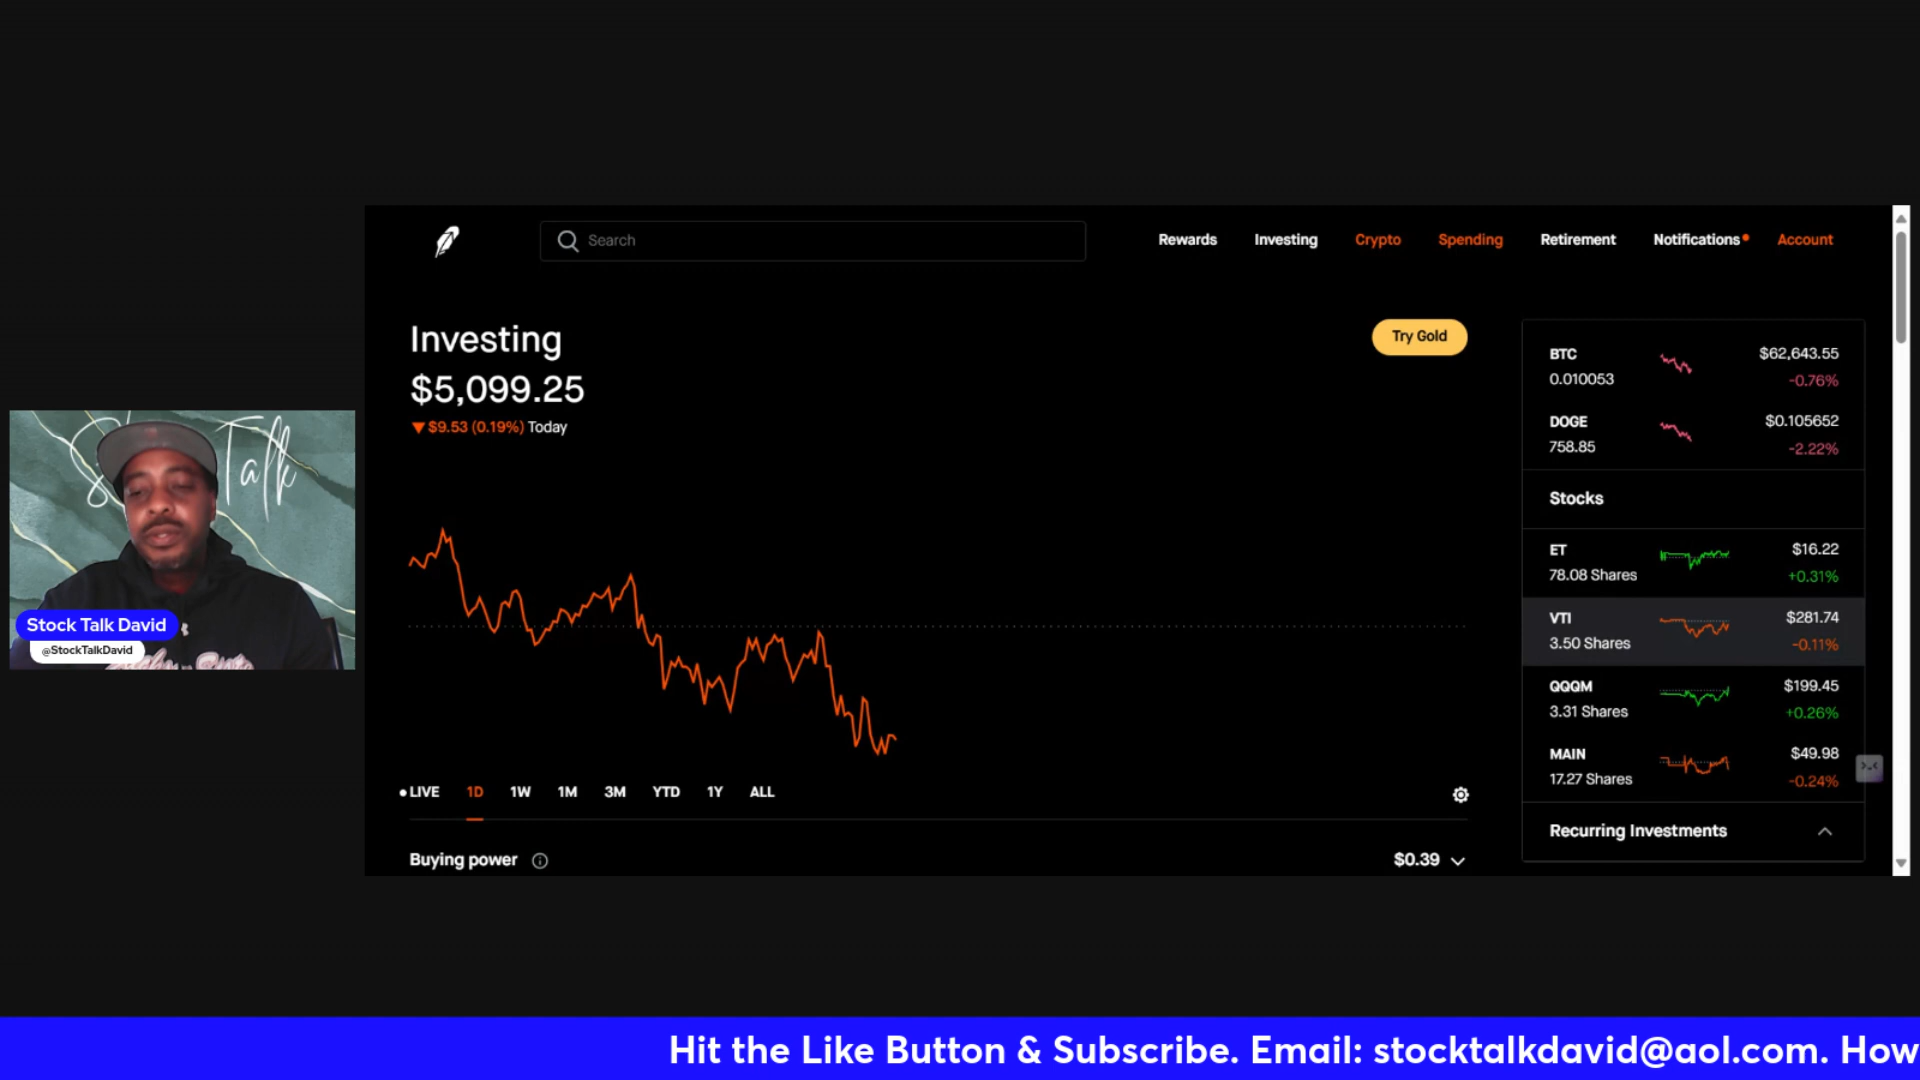 Search
Rewards
Investing
Crypto
Spending
Retirement
Notifications
Account
Investing
$5,099.25
▼$9.53 (0.19%) Today
Try Gold
LIVE
1D
1W
1M
3M
YTD
1Y
ALL
Buying power
$0.39
BTC
$62,643.55
0.010053
-0.76%
DOGE
$0.105652
758.85
-2.22%
Stocks
ET
$16.22
78.08 Shares
+0.31%
VTI
$281.74
3.50 Shares
-0.11%
QQQM
$199.45
3.31 Shares
+0.26%
MAIN
$49.98
17.27 Shares
-0.24%
Recurring Investments
Talk
Stock Talk David
@StockTalkDavid
Hit the Like Button & Subscribe. Email: stocktalkdavid@aol.com. How